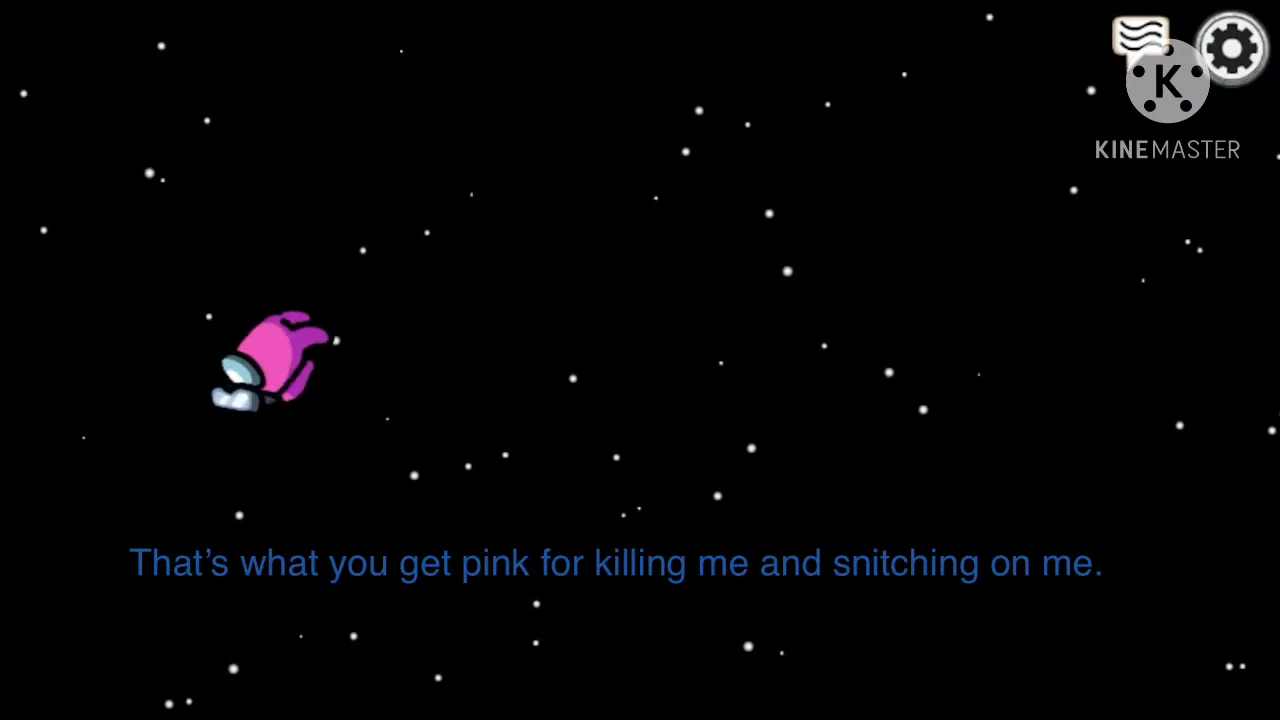 K
KINEMASTER
That’s what you get pink for killing me and snitching on me.